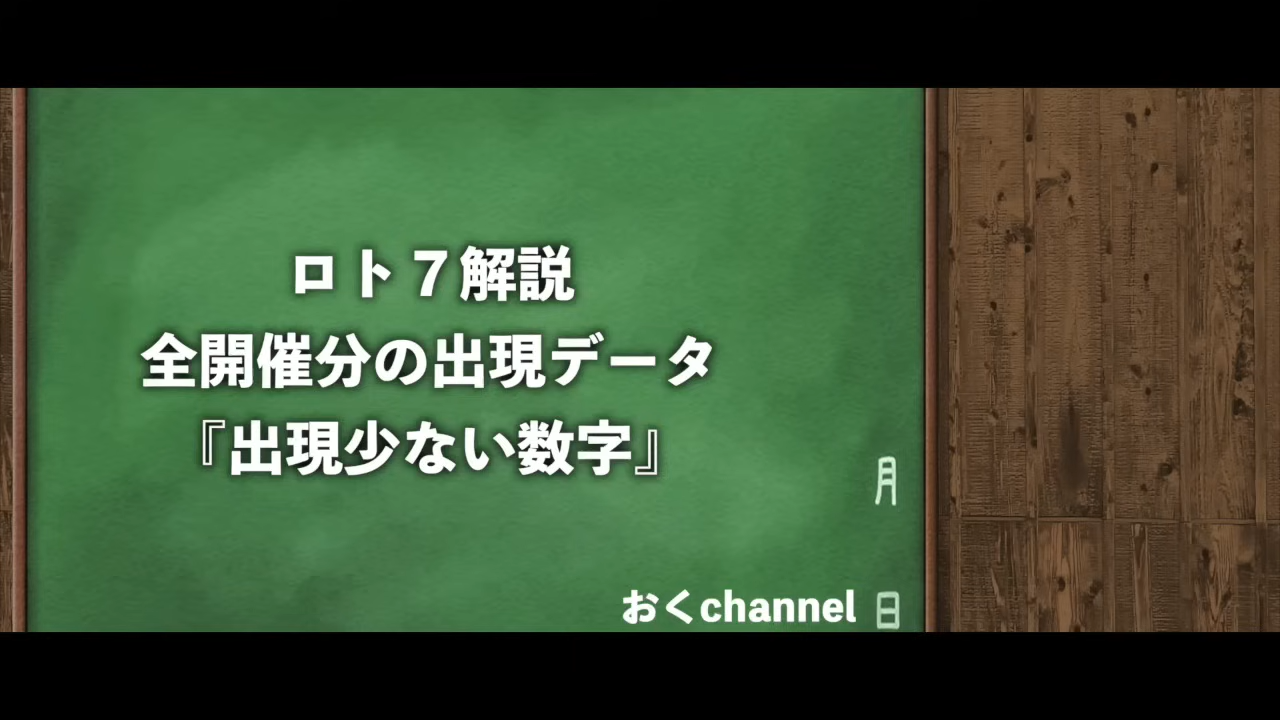 ロト７解説
全開催分の出現データ
『出現少ない数字』
月
日
おくchannel